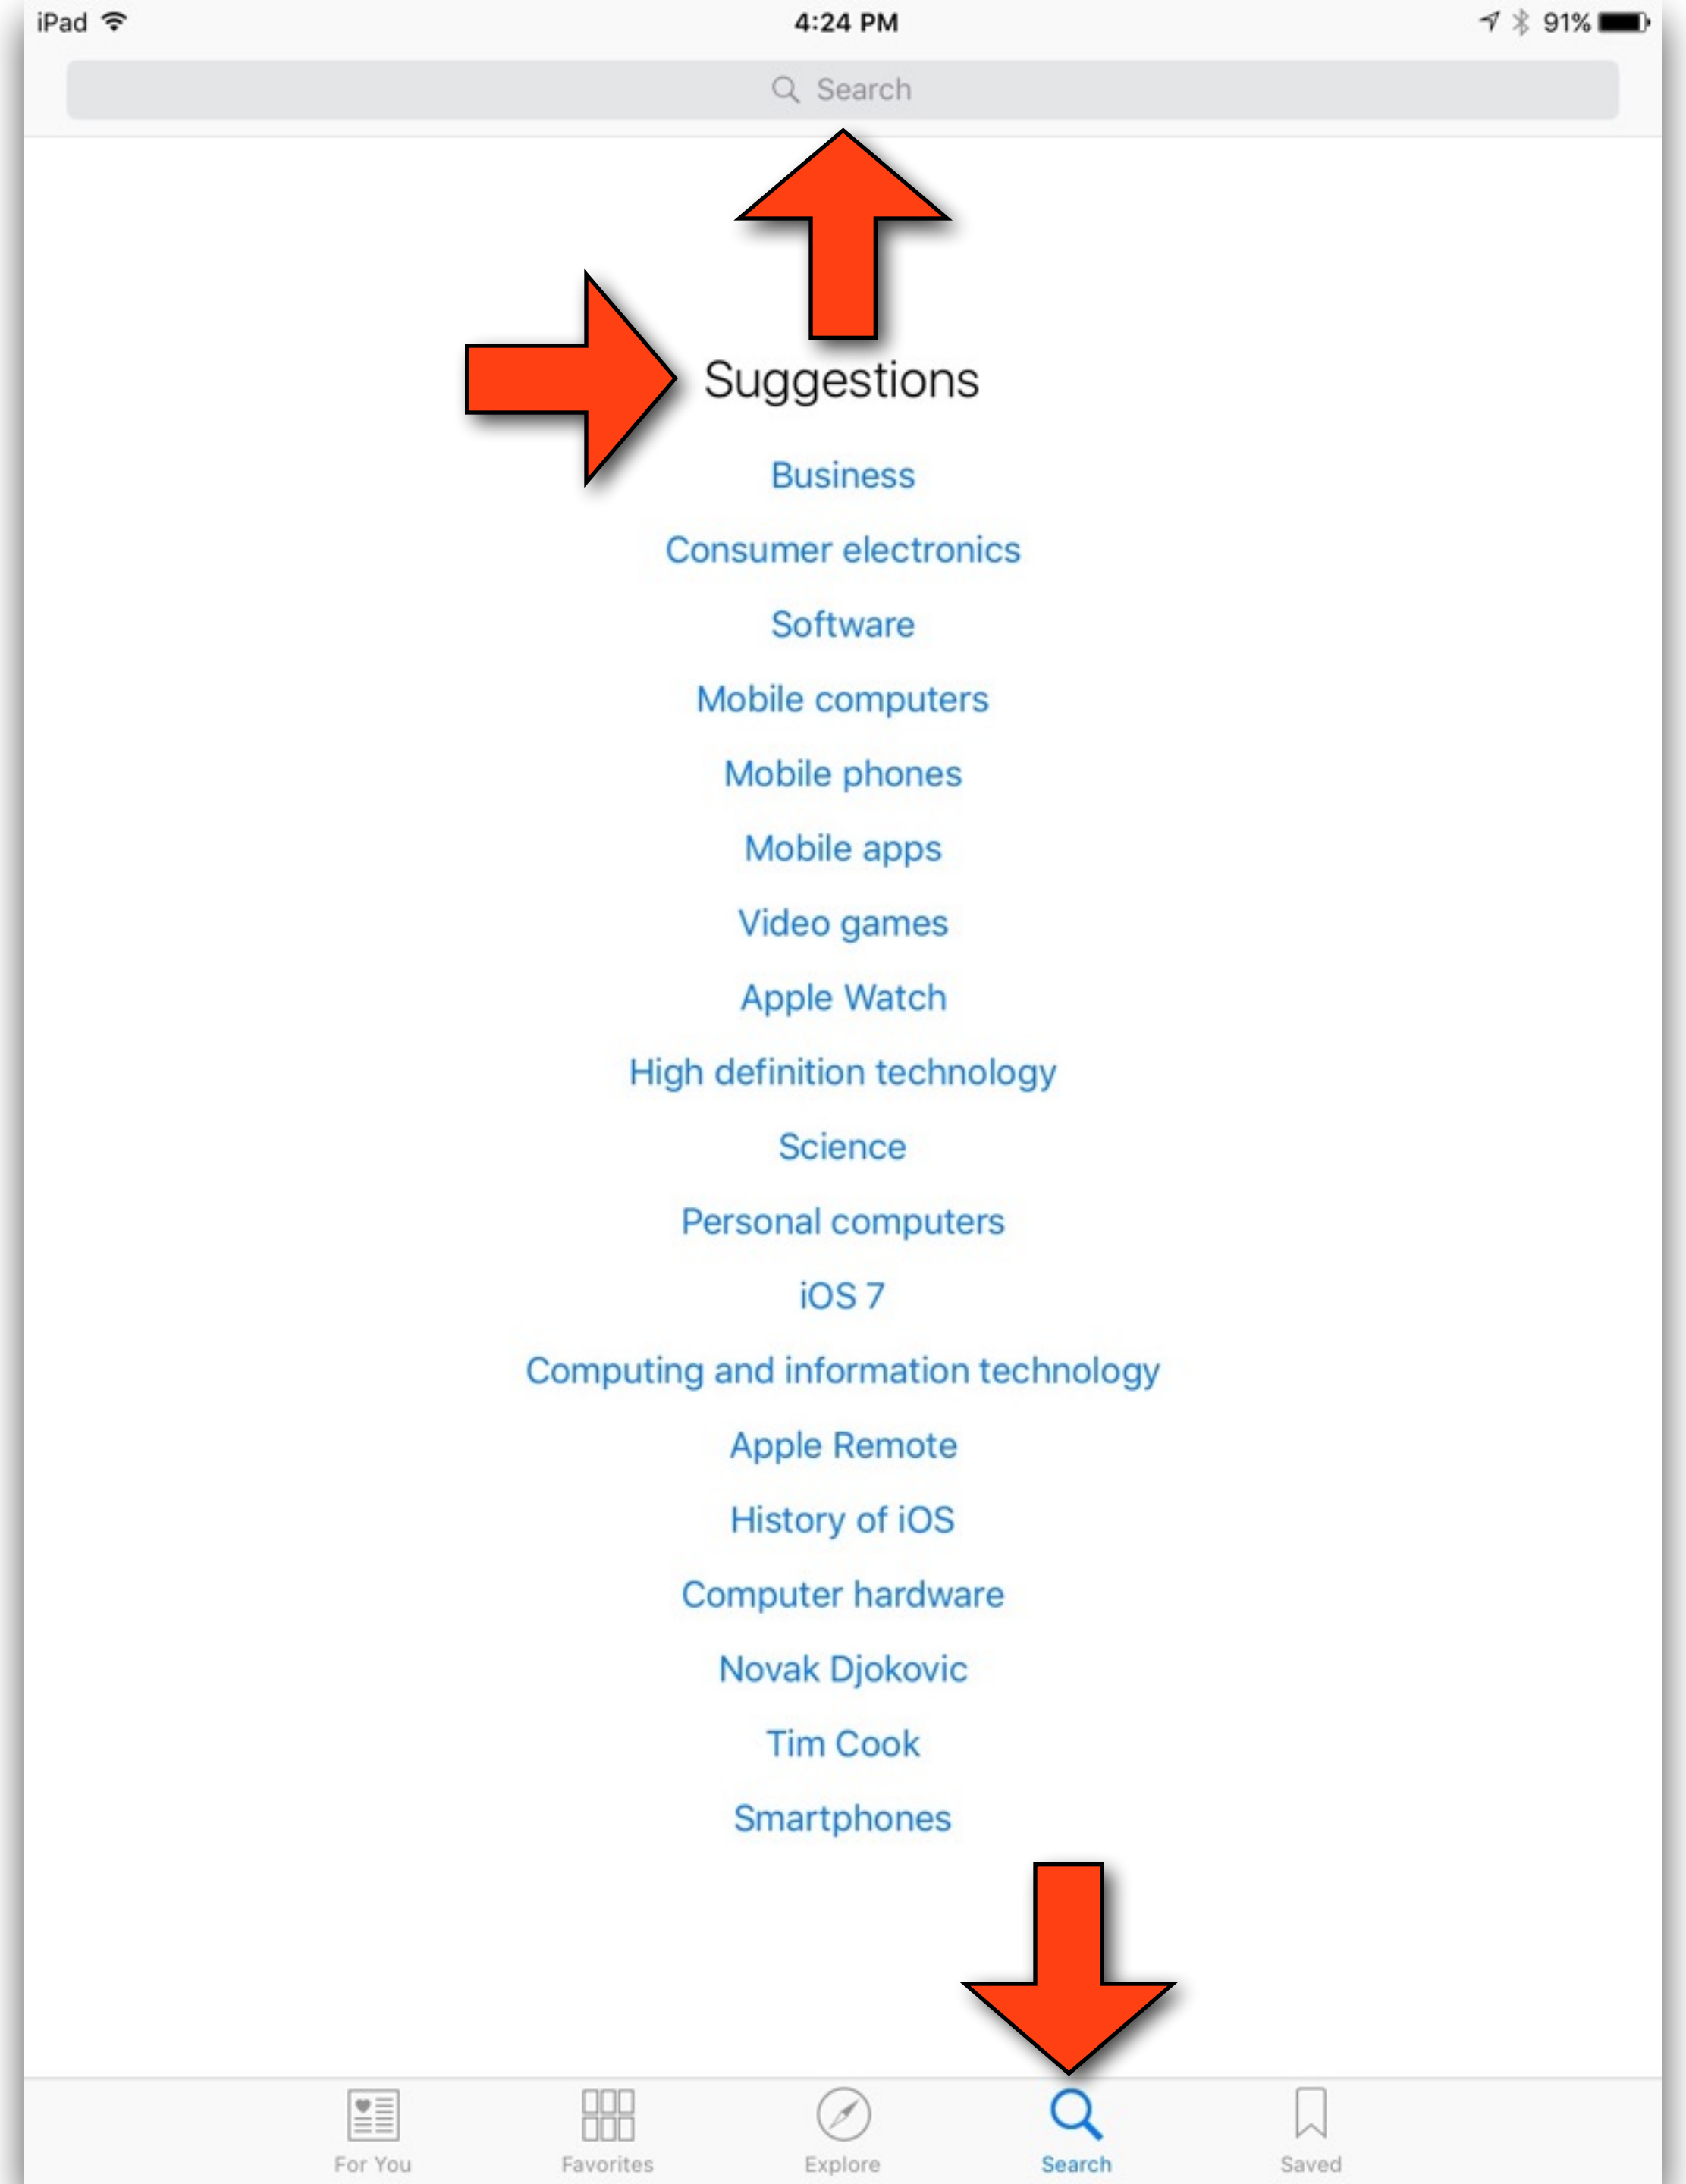 iPad 4:24 PM 91%
Search
Suggestions
Business
Consumer electronics
Software
Mobile computers
Mobile phones
Mobile apps
Video games
Apple Watch
High definition technology
Science
Personal computers
iOS 7
Computing and information technology
Apple Remote
History of iOS
Computer hardware
Novak Djokovic
Tim Cook
Smartphones
For You Favorites Explore Search Saved